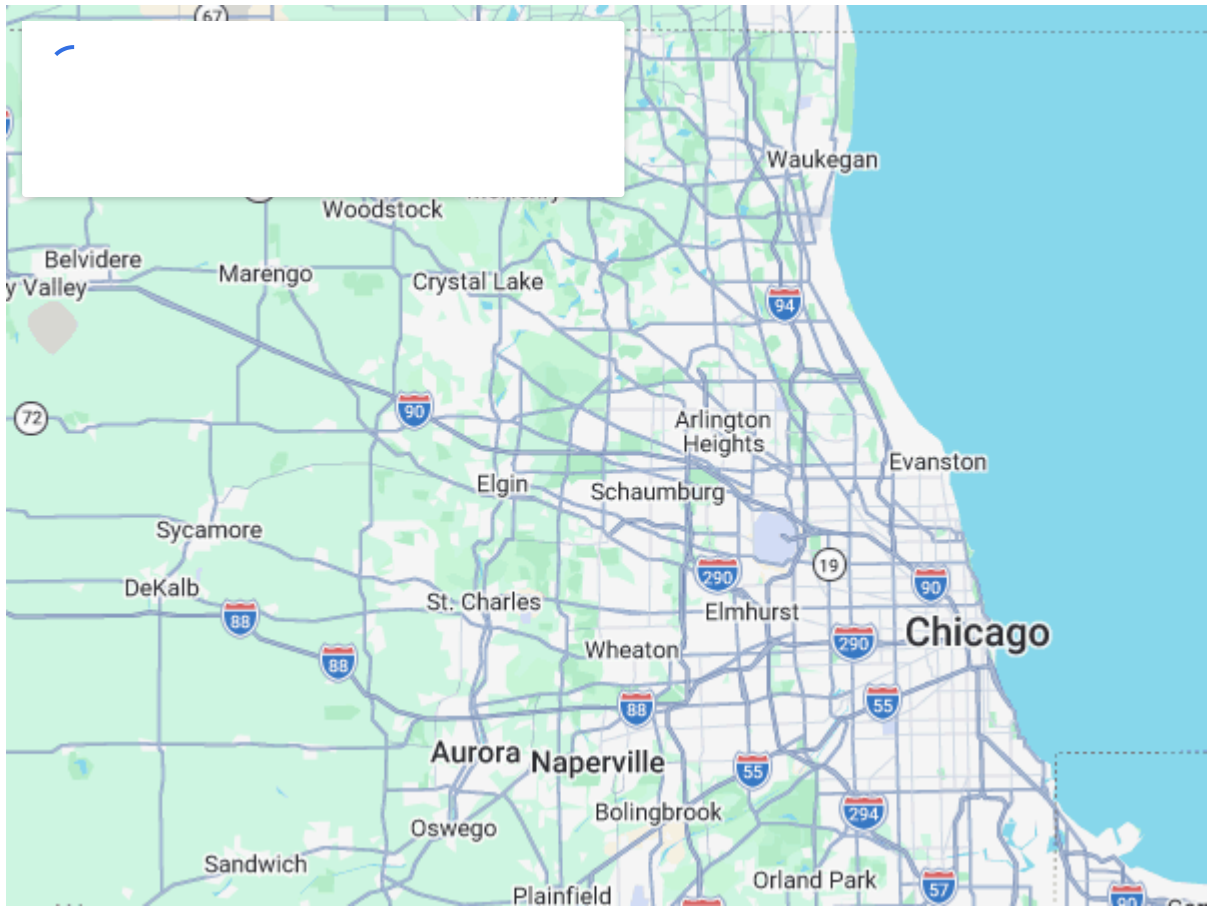 67
Waukegan
Woodstock
Belvidere
y Valley
Marengo
Crystal Lake
94
90
72
Arlington
Heights
Evanston
Elgin
Schaumburg
Sycamore
19
290
90
DeKalb
St. Charles
Elmhurst
88
Chicago
290
Wheaton
88
55
88
Aurora
Naperville
55
Bolingbrook
294
Oswego
Sandwich
Orland Park
57
Plainfield
90